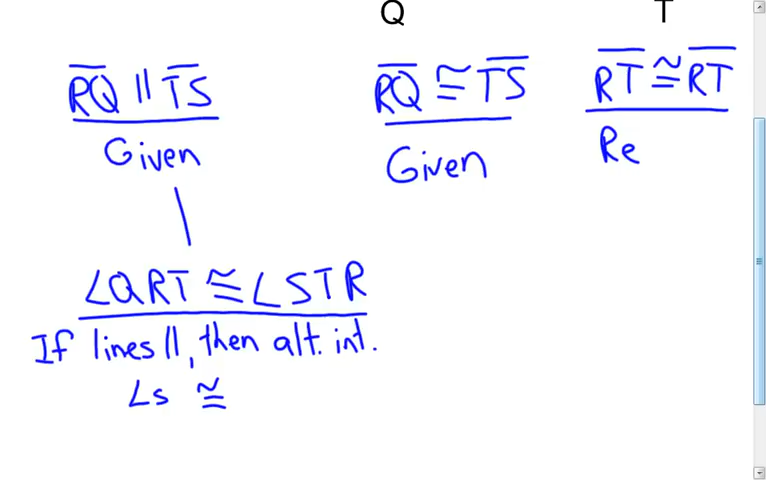 Q T
RQ || TS RQ ≅ TS RT ≅ RT
Given Given Re
∠QRT ≅ ∠STR
If lines ||, then alt. int.
∠s ≅